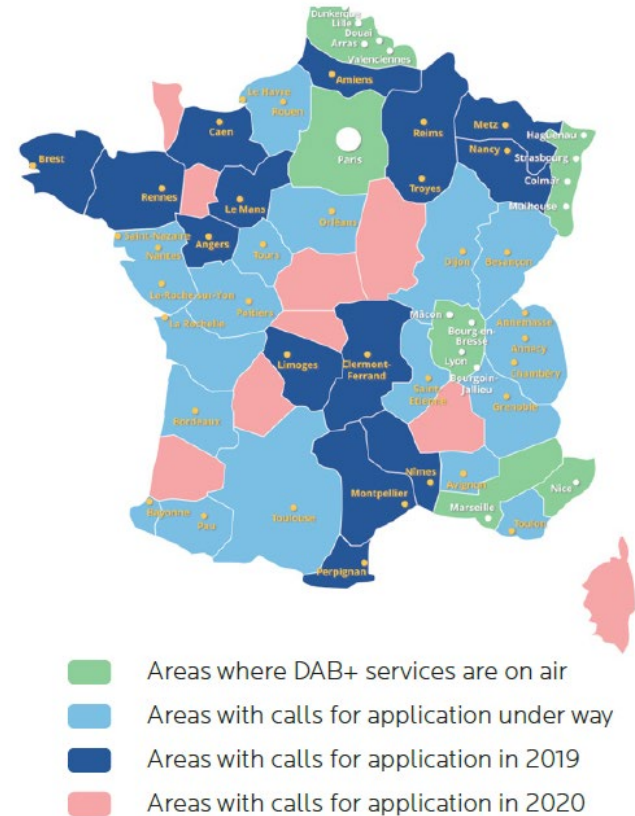 Dunkerque
Lille
Douai
Arras
Valenciennes
Amiens
Le Havre
Rouen
Caen
Reims
Metz
Haguenau
Paris
Nancy
Strasbourg
Brest
Colmar
Rennes
Troyes
Mulhouse
Le Mans
Orléans
Saint-Nazaire
Angers
Tours
Nantes
Dijon
Besançon
La-Roche-sur-Yon
Poitiers
Mâcon
Annemasse
La Rochelle
Bourg-en-
Bresse
Annecy
Limoges
Clermont-
Ferrand
Lyon
Chambéry
Bourgoin-
Jallieu
Saint-
Etienne
Grenoble
Bordeaux
Nîmes
Avignon
Nice
Montpellier
Marseille
Bayonne
Pau
Toulouse
Toulon
Perpignan
Areas where DAB+ services are on air
Areas with calls for application under way
Areas with calls for application in 2019
Areas with calls for application in 2020